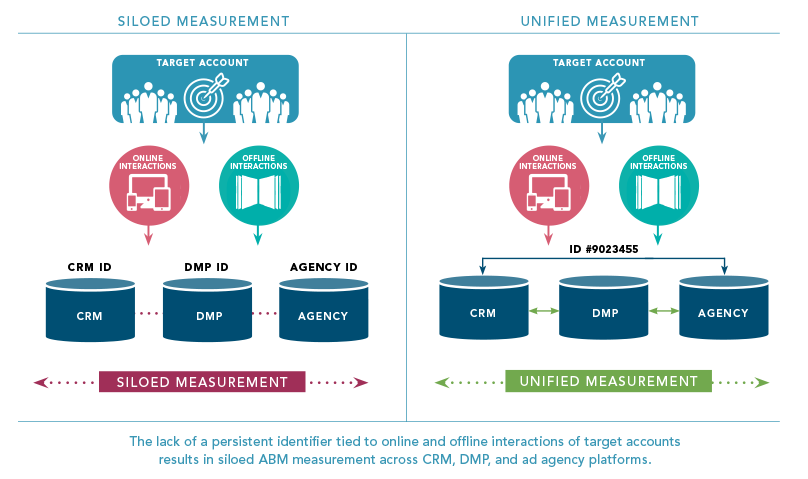 SILOED MEASUREMENT
TARGET ACCOUNT
ONLINE
INTERACTIONS
OFFLINE
INTERACTIONS
CRM ID
DMP ID
AGENCY ID
CRM
DMP
AGENCY
SILOED MEASUREMENT
UNIFIED MEASUREMENT
TARGET ACCOUNT
ONLINE
INTERACTIONS
OFFLINE
INTERACTIONS
ID #9023455
CRM
DMP
AGENCY
UNIFIED MEASUREMENT
The lack of a persistent identifier tied to online and offline interactions of target accounts
results in siloed ABM measurement across CRM, DMP, and ad agency platforms.